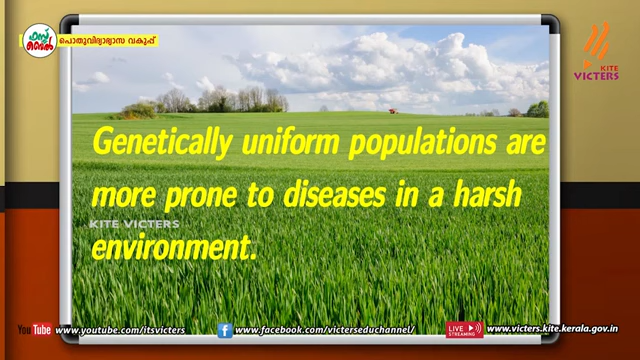 ഫസ്റ്റ് ബെൽ
പൊതുവിദ്യാഭ്യാസ വകുപ്പ്
KITE
VICTERS
Genetically uniform populations are
more prone to diseases in a harsh
KITE VICTERS
environment.
YouTube www.youtube.com/itsvicters
f www.facebook.com/victerseduchannel/
LIVE STREAMING www.victers.kite.kerala.gov.in